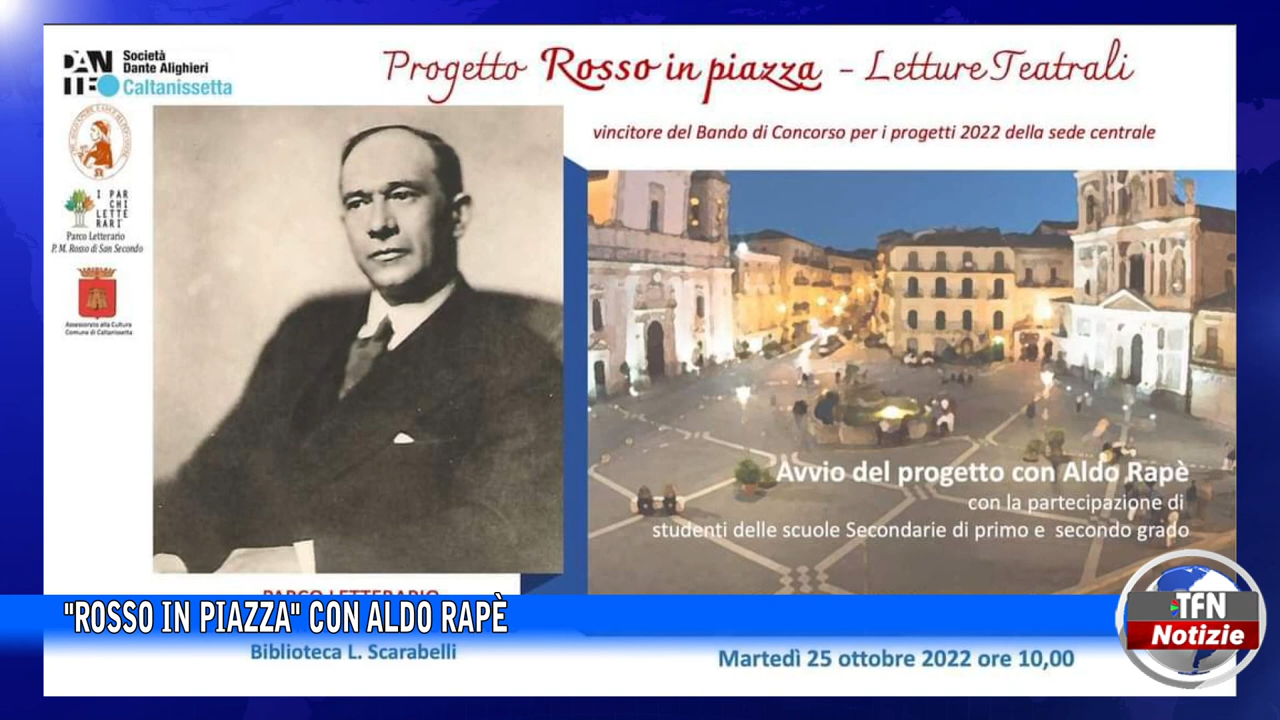 DAN
TE
Società
Dante Alighieri
Caltanissetta
Progetto Rosso in piazza - Letture Teatrali
vincitore del Bando di Concorso per i progetti 2022 della sede centrale
I PAR
CHI
LETTE
RARI
Parco Letterario
P. M. Rosso di San Secondo
Assessorato alla Cultura
Comune di Caltanissetta
Avvio del progetto con Aldo Rapè
con la partecipazione di
studenti delle scuole Secondarie di primo e secondo grado
PARCO LETTERARIO
"ROSSO IN PIAZZA" CON ALDO RAPÈ
Biblioteca L. Scarabelli
Martedì 25 ottobre 2022 ore 10,00
TFN
Notizie